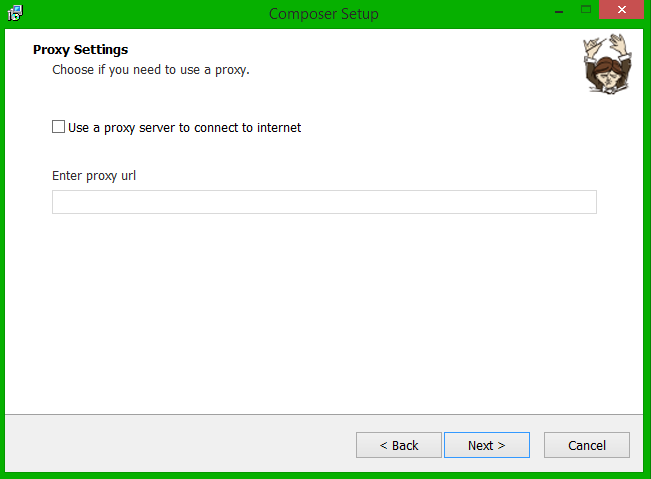 Composer Setup
Proxy Settings
Choose if you need to use a proxy.
Use a proxy server to connect to internet
Enter proxy url
< Back
Next >
Cancel